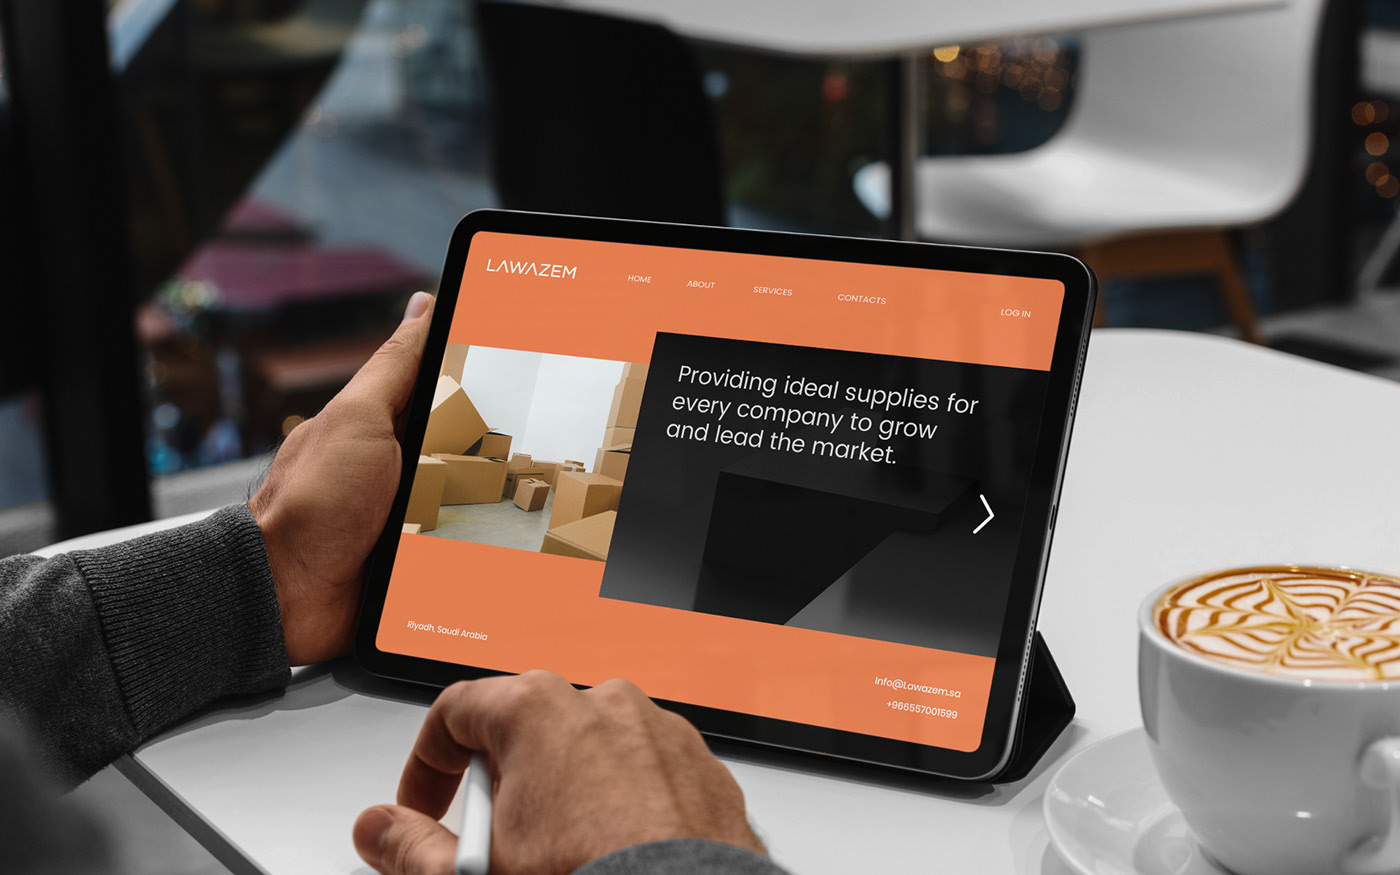 LAWAZEM
HOME
ABOUT
SERVICES
CONTACTS
LOG IN
Providing ideal supplies for
every company to grow
and lead the market.
Riyadh, Saudi Arabia
Info@Lawazem.sa
+966557001599